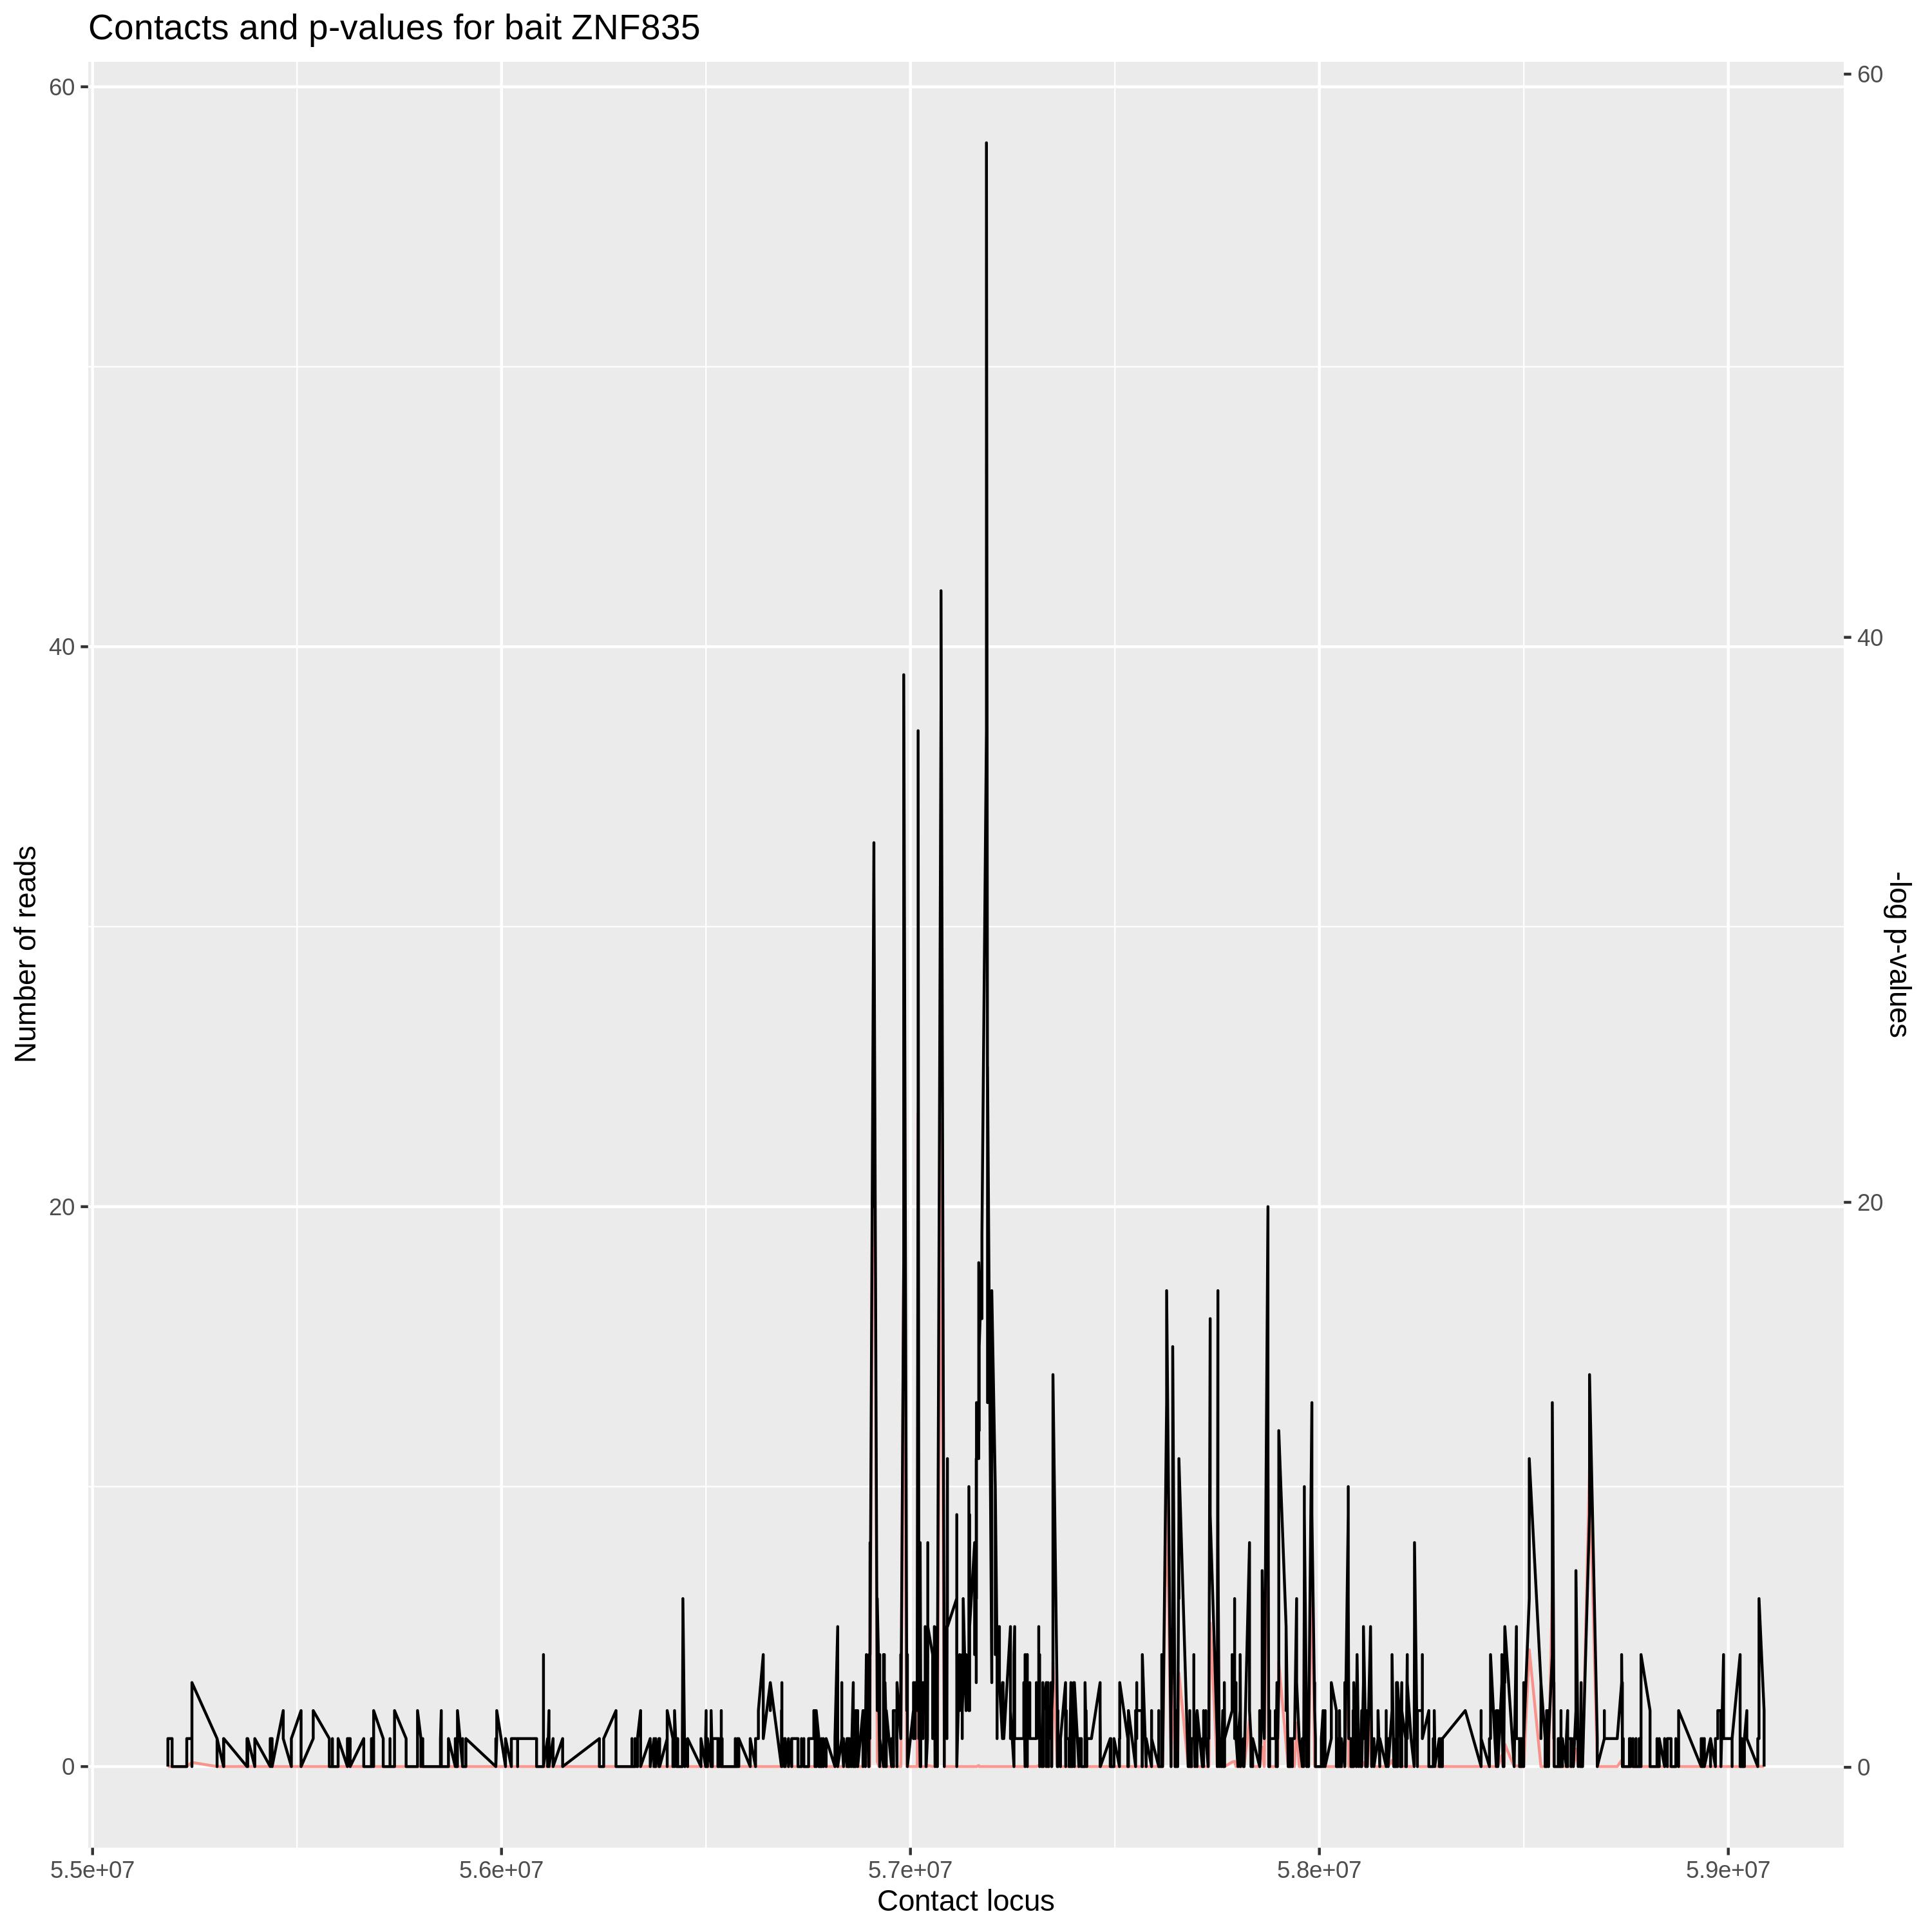 Contacts and p-values for bait ZNF835
60
40
20
0
Number of reads
60
40
20
0
-log p-values
5.5e+07
5.6e+07
5.7e+07
5.8e+07
5.9e+07
Contact locus